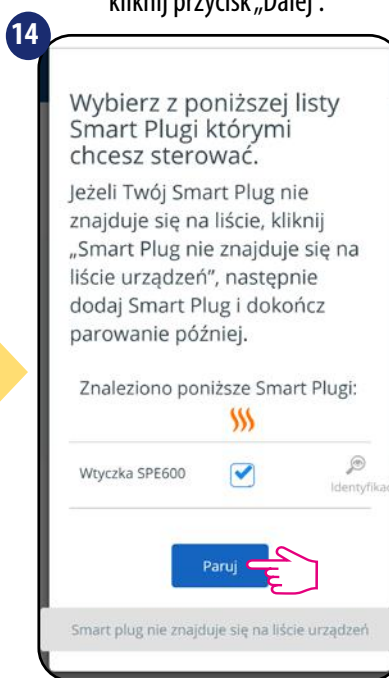 kliknij przycisk „Dalej”.
14
Wybierz z poniższej listy
Smart Plugi którymi
chcesz sterować.
Jeżeli Twój Smart Plug nie
znajduje się na liście, kliknij
„Smart Plug nie znajduje się na
liście urządzeń”, następnie
dodaj Smart Plug i dokończ
parowanie później.
Znaleziono poniższe Smart Plugi:
Wtyczka SPE600
Identyfikac
Paruj
Smart plug nie znajduje się na liście urządzeń